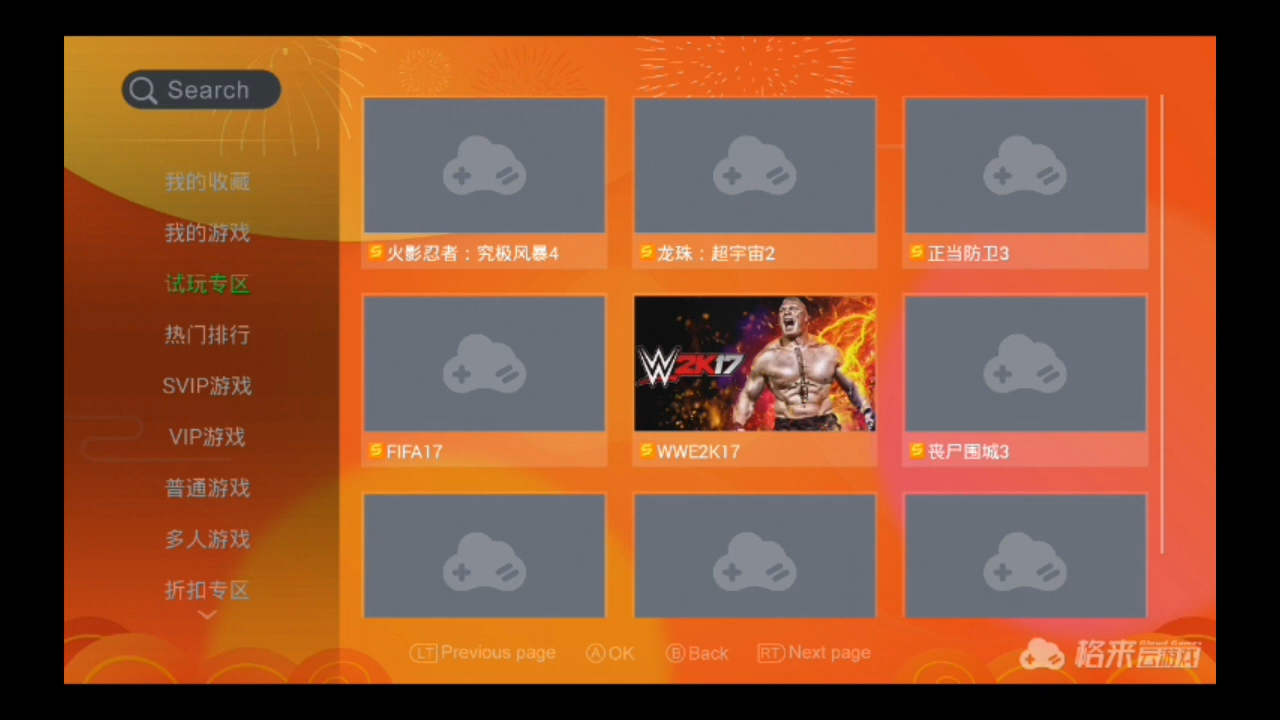 Search
我的收藏
我的游戏
试玩专区
热门排行
SVIP游戏
VIP游戏
普通游戏
多人游戏
折扣专区
S 火影忍者：究极风暴4
S 龙珠：超宇宙2
S 正当防卫3
S FIFA17
W 2K17
S WWE2K17
S 丧尸围城3
LT Previous page
A OK
B Back
RT Next page
格来云游戏